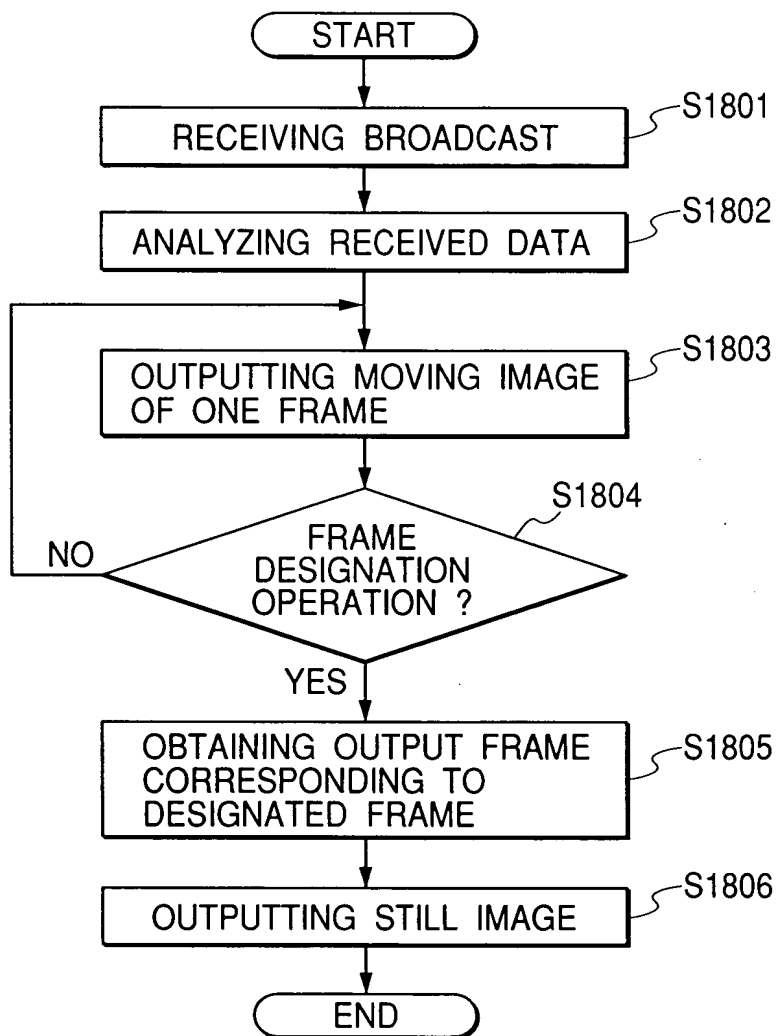 START
RECEIVING BROADCAST
S1801
ANALYZING RECEIVED DATA
S1802
OUTPUTTING MOVING IMAGE
OF ONE FRAME
S1803
FRAME
DESIGNATION
OPERATION ?
S1804
NO
YES
OBTAINING OUTPUT FRAME
CORRESPONDING TO
DESIGNATED FRAME
S1805
OUTPUTTING STILL IMAGE
S1806
END